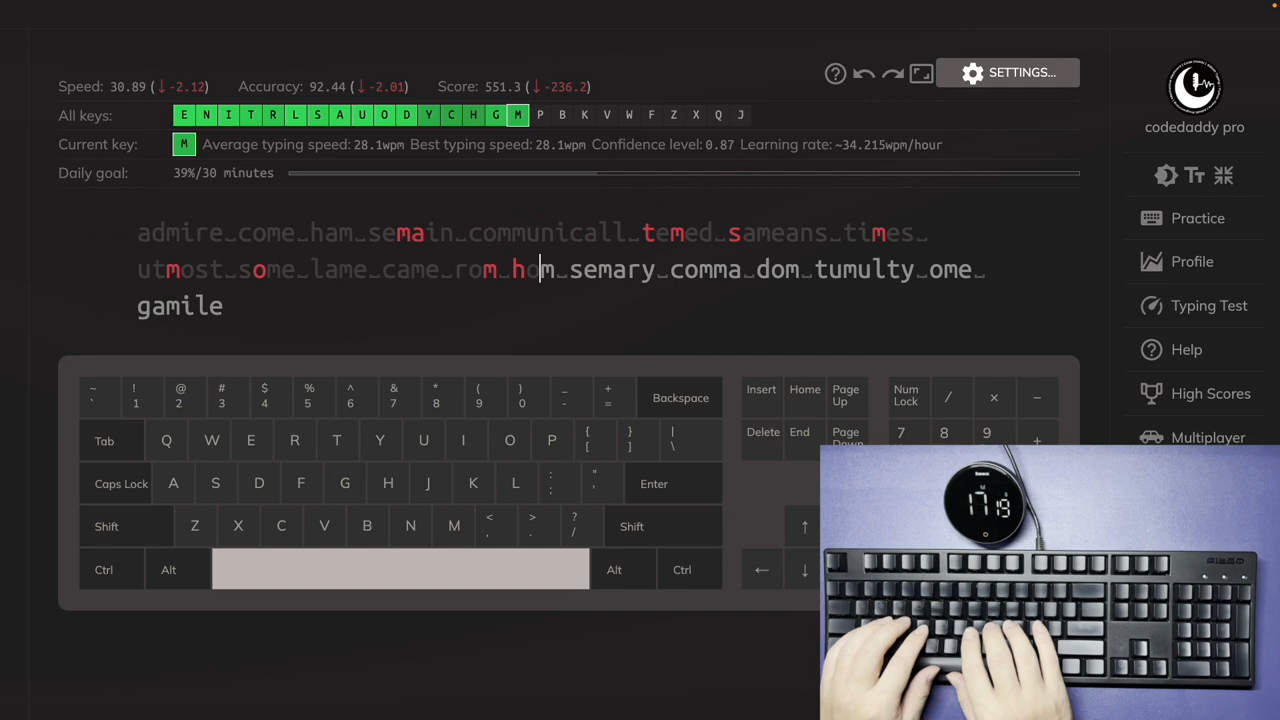 Speed: 30.89 (↓-2.12) Accuracy: 92.44 (↓-2.01) Score: 551.3 (↓-236.2)
SETTINGS...
All keys: E N I T R L S A U O D Y C H G M P B K V W F Z X Q J
Current key: M Average typing speed: 28.1wpm Best typing speed: 28.1wpm Confidence level: 0.87 Learning rate: ~34.215wpm/hour
Daily goal: 39%/30 minutes
admire␣come␣ham␣semain␣communicall␣temed␣sameans␣times␣
utmost␣some␣lame␣came␣rom␣hom␣semary␣comma␣dom␣tumulty␣ome␣
gamile
~ ! @ # $ % ^ & * ( ) _ +
` 1 2 3 4 5 6 7 8 9 0 - = Backspace
Tab Q W E R T Y U I O P { [ } ] | \
Caps Lock A S D F G H J K L : ; " ' Enter
Shift Z X C V B N M < , > . ? / Shift
Ctrl Alt Alt Ctrl
Insert Home Page Up
Delete End Page Down
↑
← ↓
Num Lock / × −
7 8 9 +
codedaddy pro
Practice
Profile
Typing Test
Help
High Scores
Multiplayer
17 19